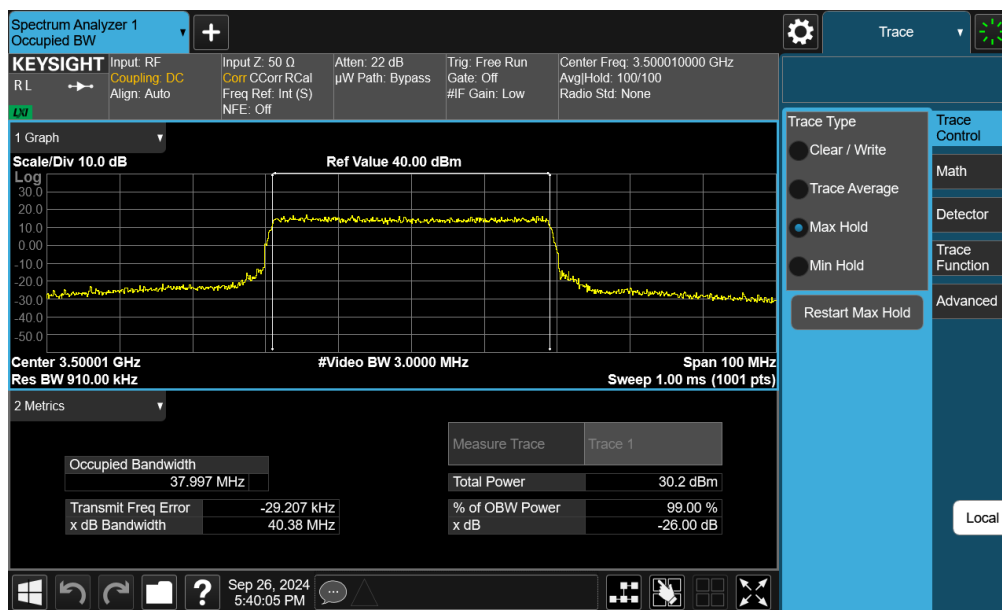 Spectrum Analyzer 1
Occupied BW
Trace
KEYSIGHT
R L
LXI
Input: RF
Coupling: DC
Align: Auto
Input Z: 50 Ω
Corr CCorr RCal
Freq Ref: Int (S)
NFE: Off
Atten: 22 dB
µW Path: Bypass
Trig: Free Run
Gate: Off
#IF Gain: Low
Center Freq: 3.500010000 GHz
Avg|Hold: 100/100
Radio Std: None
1 Graph
Scale/Div 10.0 dB
Ref Value 40.00 dBm
Log
30.0
20.0
10.0
0.00
-10.0
-20.0
-30.0
-40.0
-50.0
Center 3.50001 GHz
#Video BW 3.0000 MHz
Span 100 MHz
Res BW 910.00 kHz
Sweep 1.00 ms (1001 pts)
2 Metrics
Measure Trace
Trace 1
Occupied Bandwidth
37.997 MHz
Total Power
30.2 dBm
Transmit Freq Error
-29.207 kHz
% of OBW Power
99.00 %
x dB Bandwidth
40.38 MHz
x dB
-26.00 dB
Trace Type
Clear / Write
Trace Average
Max Hold
Min Hold
Restart Max Hold
Trace
Control
Math
Detector
Trace
Function
Advanced
Local
?
Sep 26, 2024
5:40:05 PM